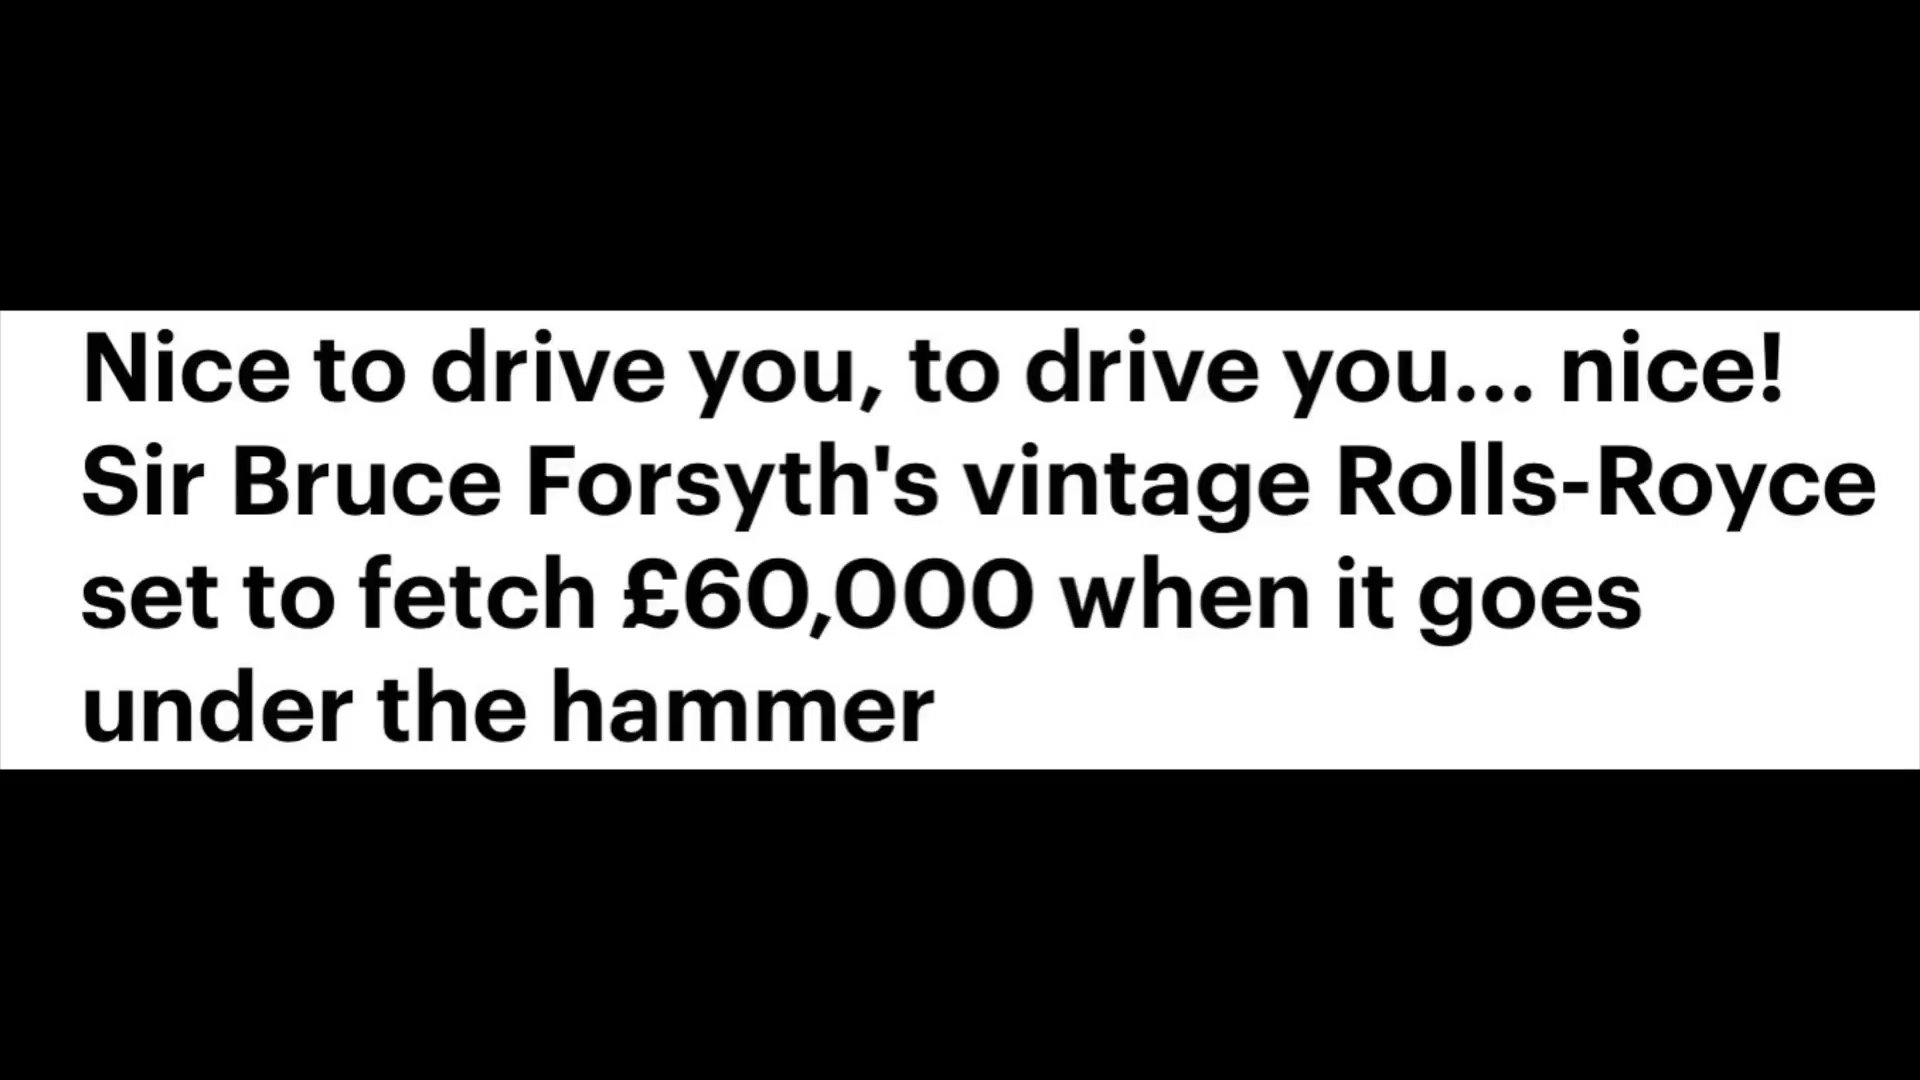 Nice to drive you, to drive you... nice!
Sir Bruce Forsyth's vintage Rolls-Royce
set to fetch £60,000 when it goes
under the hammer